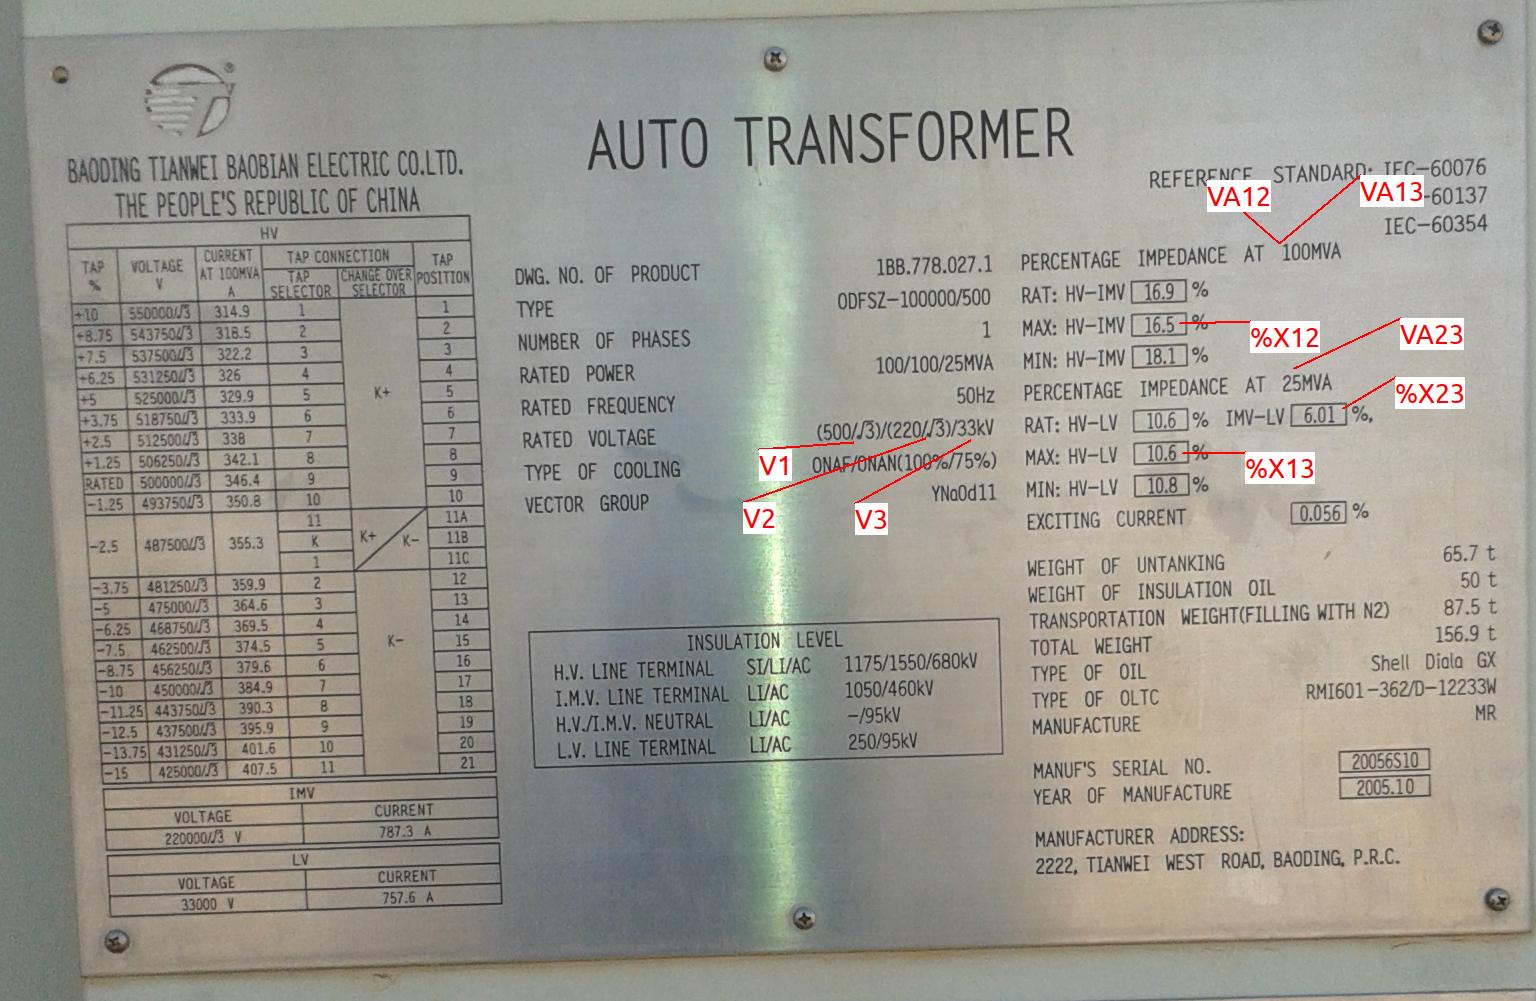 AUTO TRANSFORMER
BAODING TIANWEI BAOBIAN ELECTRIC CO.LTD.
THE PEOPLE'S REPUBLIC OF CHINA
HV
TAP % VOLTAGE V CURRENT AT 100MVA A TAP CONNECTION TAP POSITION
TAP SELECTOR CHANGE OVER SELECTOR
+10 550000/√3 314.9 1 1
+8.75 543750/√3 318.5 2 2
+7.5 537500/√3 322.2 3 3
+6.25 531250/√3 326 4 4
+5 525000/√3 329.9 5 K+ 5
+3.75 518750/√3 333.9 6 6
+2.5 512500/√3 338 7 7
+1.25 506250/√3 342.1 8 8
RATED 500000/√3 346.4 9 9
-1.25 493750/√3 350.8 10 10
11 11A
-2.5 487500/√3 355.3 K K+ K- 11B
1 11C
-3.75 481250/√3 359.9 2 12
-5 475000/√3 364.6 3 13
-6.25 468750/√3 369.5 4 14
-7.5 462500/√3 374.5 5 K- 15
-8.75 456250/√3 379.6 6 16
-10 450000/√3 384.9 7 17
-11.25 443750/√3 390.3 8 18
-12.5 437500/√3 395.9 9 19
-13.75 431250/√3 401.6 10 20
-15 425000/√3 407.5 11 21
IMV
VOLTAGE CURRENT
220000/√3 V 787.3 A
LV
VOLTAGE CURRENT
33000 V 757.6 A
DWG. NO. OF PRODUCT 1BB.778.027.1
TYPE ODFSZ-100000/500
NUMBER OF PHASES 1
RATED POWER 100/100/25MVA
RATED FREQUENCY 50Hz
RATED VOLTAGE (500/√3)/(220/√3)/33kV
V1
TYPE OF COOLING ONAF/ONAN(100%/75%)
VECTOR GROUP YNa0d11
V2 V3
INSULATION LEVEL
H.V. LINE TERMINAL SI/LI/AC 1175/1550/680kV
I.M.V. LINE TERMINAL LI/AC 1050/460kV
H.V./I.M.V. NEUTRAL LI/AC -/95kV
L.V. LINE TERMINAL LI/AC 250/95kV
REFERENCE STANDARD: IEC-60076
VA12 VA13 -60137
IEC-60354
PERCENTAGE IMPEDANCE AT 100MVA
RAT: HV-IMV 16.9 %
MAX: HV-IMV 16.5 % %X12 VA23
MIN: HV-IMV 18.1 %
PERCENTAGE IMPEDANCE AT 25MVA %X23
RAT: HV-LV 10.6 % IMV-LV 6.01 %,
MAX: HV-LV 10.6 % %X13
MIN: HV-LV 10.8 %
EXCITING CURRENT 0.056 %
WEIGHT OF UNTANKING 65.7 t
WEIGHT OF INSULATION OIL 50 t
TRANSPORTATION WEIGHT(FILLING WITH N2) 87.5 t
TOTAL WEIGHT 156.9 t
TYPE OF OIL Shell Diala GX
TYPE OF OLTC RMI601-362/D-12233W
MANUFACTURE MR
MANUF'S SERIAL NO. 20056S10
YEAR OF MANUFACTURE 2005.10
MANUFACTURER ADDRESS:
2222, TIANWEI WEST ROAD, BAODING, P.R.C.